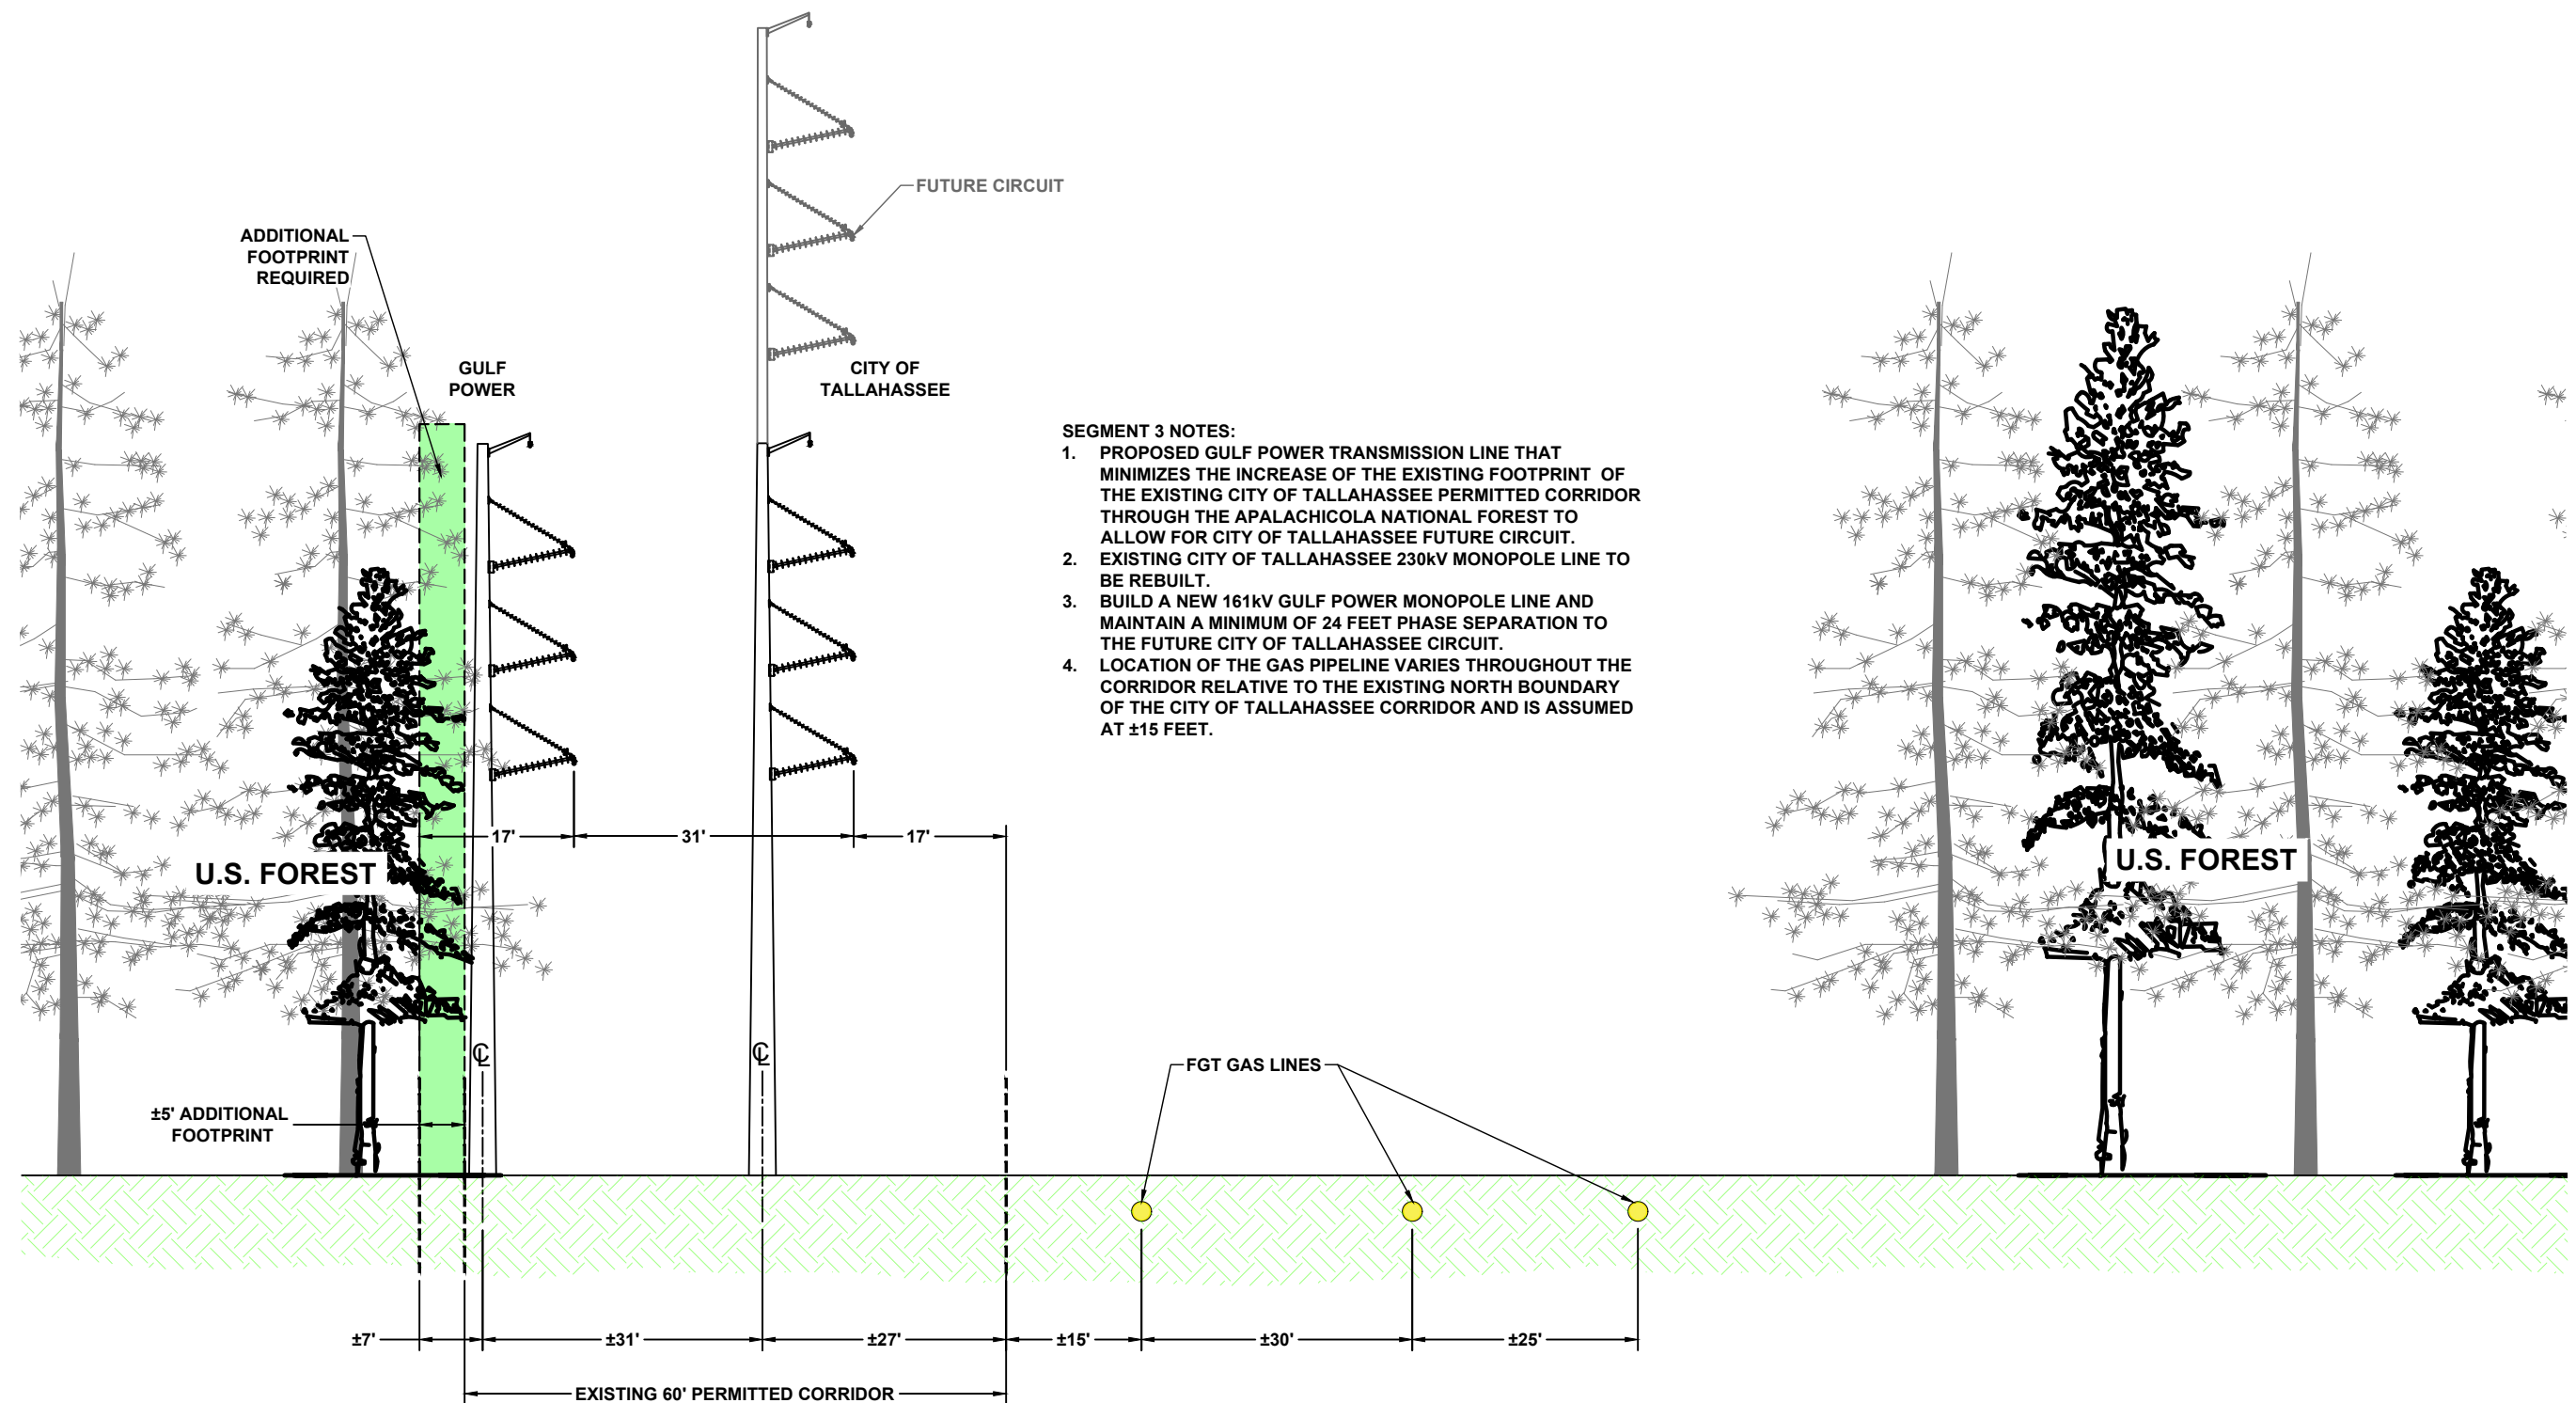 FUTURE CIRCUIT
ADDITIONAL
FOOTPRINT
REQUIRED
GULF
POWER
CITY OF
TALLAHASSEE
SEGMENT 3 NOTES:
1. PROPOSED GULF POWER TRANSMISSION LINE THAT
MINIMIZES THE INCREASE OF THE EXISTING FOOTPRINT OF
THE EXISTING CITY OF TALLAHASSEE PERMITTED CORRIDOR
THROUGH THE APALACHICOLA NATIONAL FOREST TO
ALLOW FOR CITY OF TALLAHASSEE FUTURE CIRCUIT.
2. EXISTING CITY OF TALLAHASSEE 230kV MONOPOLE LINE TO
BE REBUILT.
3. BUILD A NEW 161kV GULF POWER MONOPOLE LINE AND
MAINTAIN A MINIMUM OF 24 FEET PHASE SEPARATION TO
THE FUTURE CITY OF TALLAHASSEE CIRCUIT.
4. LOCATION OF THE GAS PIPELINE VARIES THROUGHOUT THE
CORRIDOR RELATIVE TO THE EXISTING NORTH BOUNDARY
OF THE CITY OF TALLAHASSEE CORRIDOR AND IS ASSUMED
AT ±15 FEET.
17' 31' 17'
U.S. FOREST
U.S. FOREST
℄ ℄
FGT GAS LINES
±5' ADDITIONAL
FOOTPRINT
±7' ±31' ±27' ±15' ±30' ±25'
EXISTING 60' PERMITTED CORRIDOR